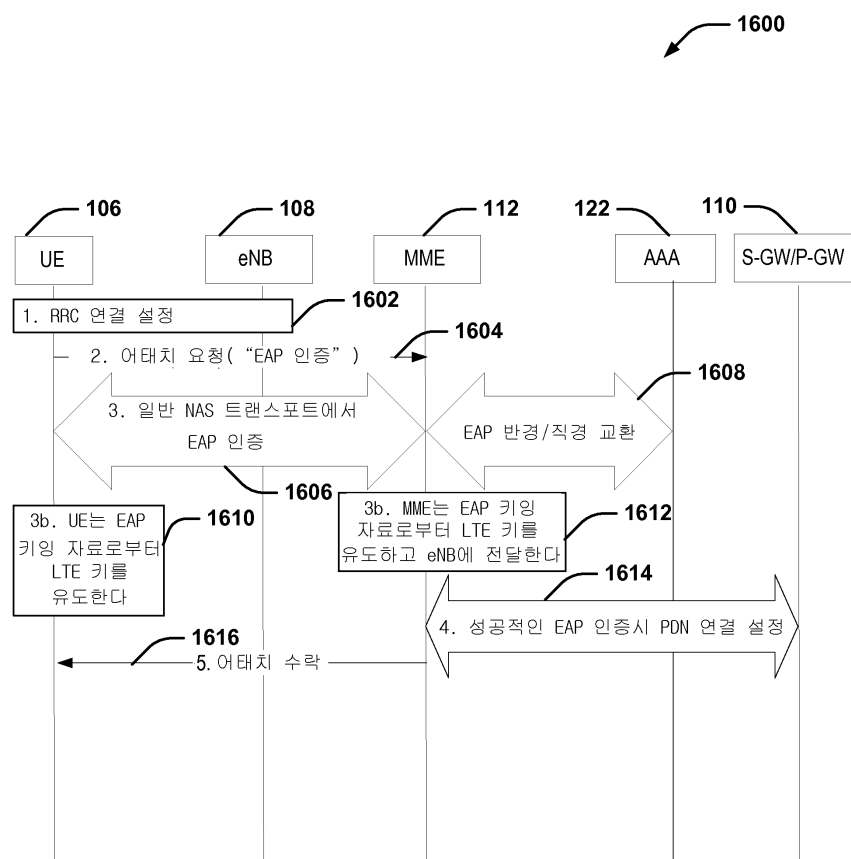 1600
106
108
112
122
110
UE
eNB
MME
AAA
S-GW/P-GW
1. RRC 연결 설정
1602
2. 어태치 요청( “EAP 인증” )
1604
3. 일반 NAS 트랜스포트에서
EAP 인증
1606
EAP 반경/직경 교환
1608
3b. UE는 EAP
키잉 자료로부터
LTE 키를
유도한다
1610
3b. MME는 EAP 키잉
자료로부터 LTE 키를
유도하고 eNB에 전달한다
1612
1614
4. 성공적인 EAP 인증시 PDN 연결 설정
1616
5. 어태치 수락